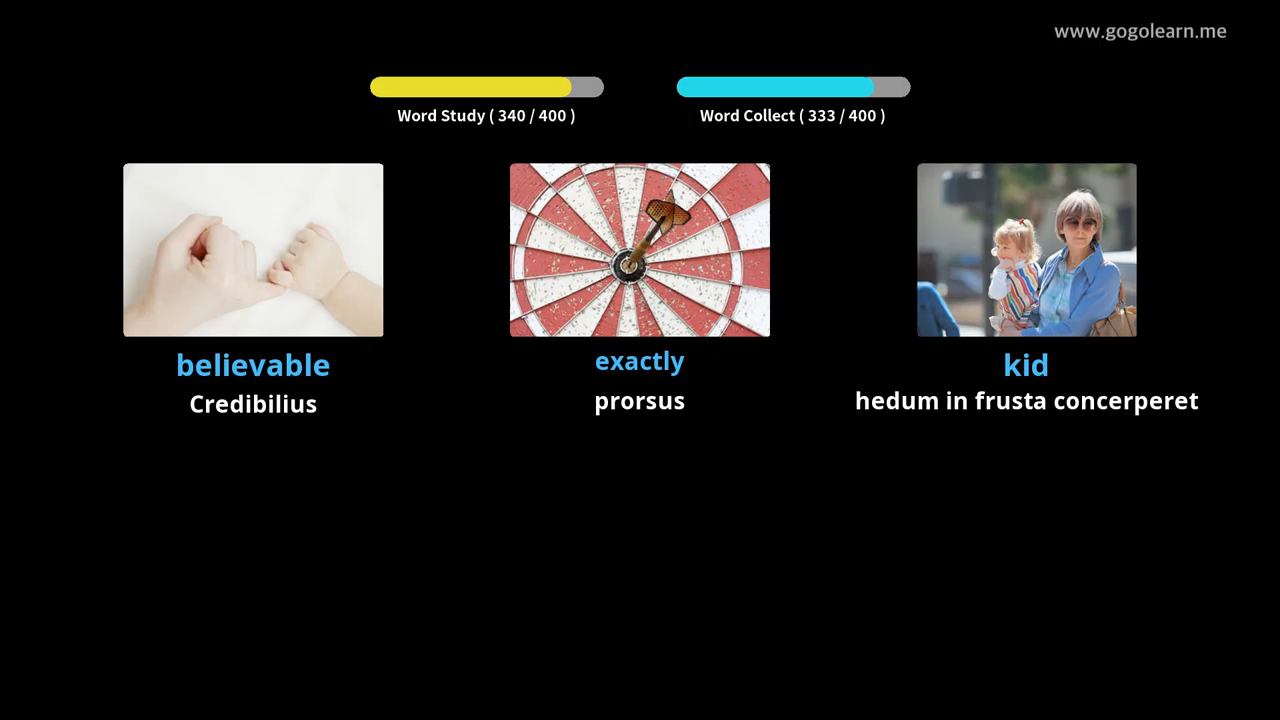 www.gogolearn.me
Word Study ( 340 / 400 )
Word Collect ( 333 / 400 )
believable
Credibilius
exactly
prorsus
kid
hedum in frusta concerperet